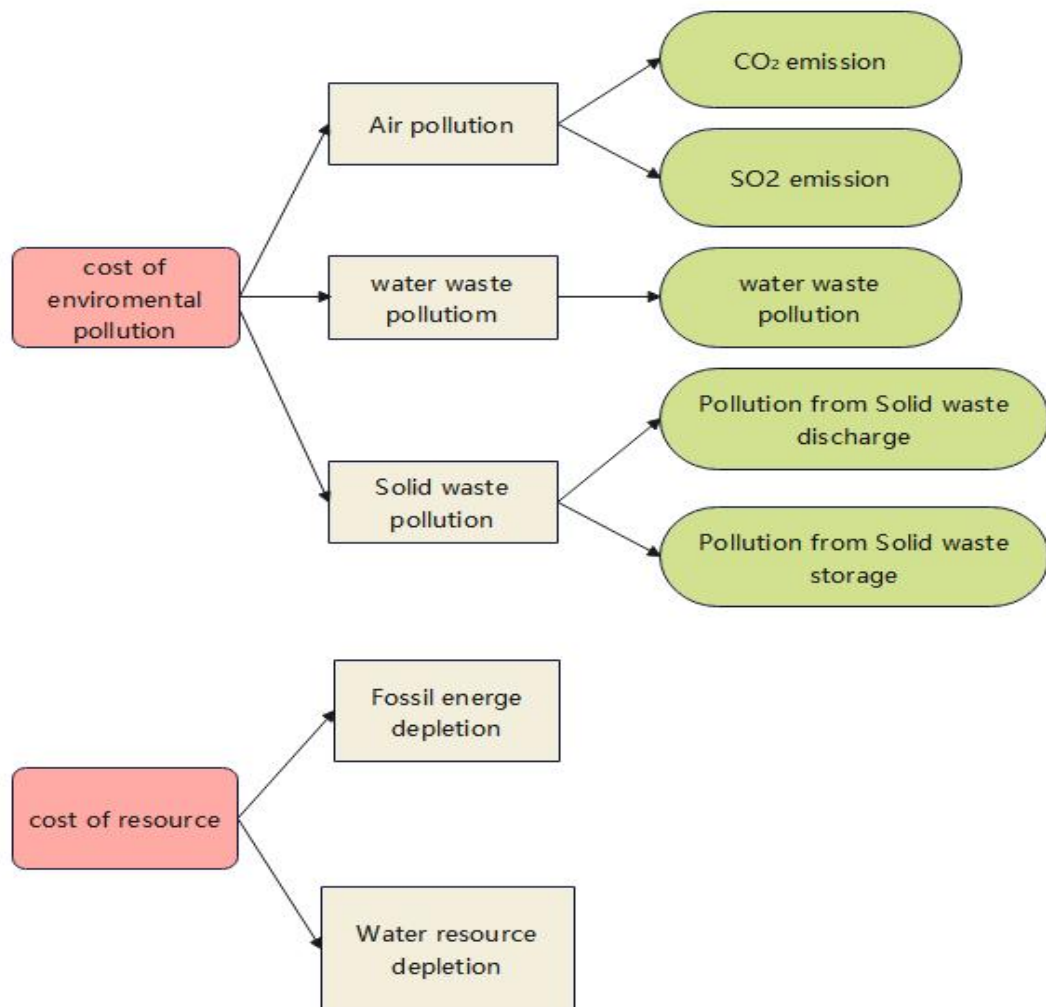 CO₂ emission
Air pollution
SO2 emission
cost of
enviromental
pollution
water waste
pollutiom
water waste
pollution
Pollution from Solid waste
discharge
Solid waste
pollution
Pollution from Solid waste
storage
Fossil energe
depletion
cost of resource
Water resource
depletion